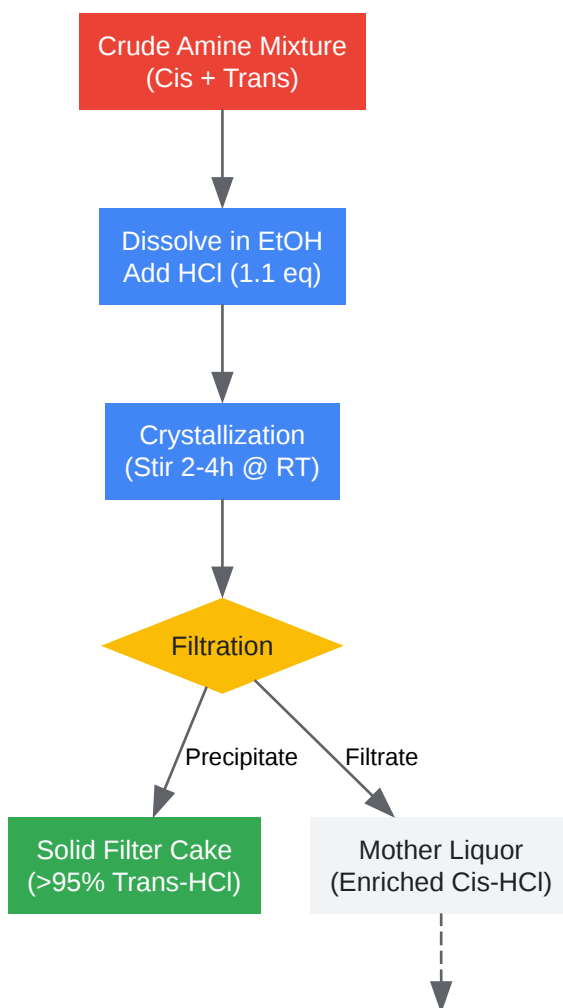 Crude Amine Mixture
(Cis + Trans)
Dissolve in EtOH
Add HCl (1.1 eq)
Crystallization
(Stir 2-4h @ RT)
Filtration
Precipitate
Filtrate
Solid Filter Cake
(>95% Trans-HCl)
Mother Liquor
(Enriched Cis-HCl)